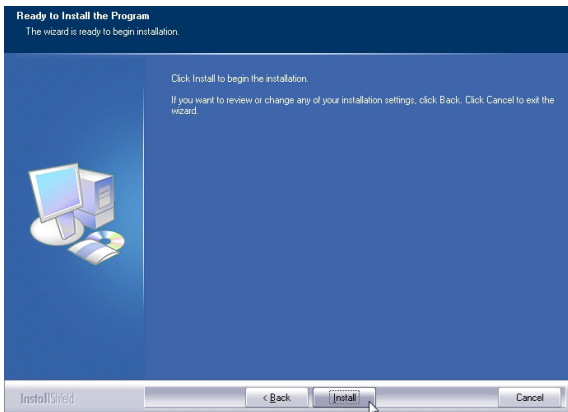 Ready to Install the Program
The wizard is ready to begin installation.
Click Install to begin the installation.
If you want to review or change any of your installation settings, click Back. Click Cancel to exit the
wizard.
InstallShield
< Back
Install
Cancel